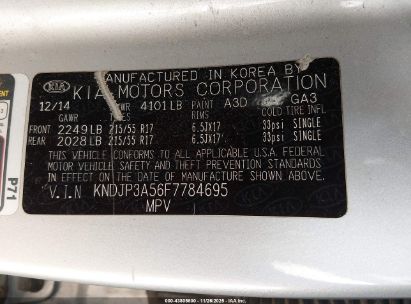 MANUFACTURED IN KOREA BY
KIA KIA MOTORS CORPORATION
12/14 GVWR 4101LB PAINT A3D GA3
GAWR TIRES RIMS COLD TIRE INFL
FRONT 2249LB 215/55 R17 6.5JX17 33psi SINGLE
REAR 2028LB 215/55 R17 6.5JX17 33psi SINGLE
THIS VEHICLE CONFORMS TO ALL APPLICABLE U.S.A. FEDERAL
MOTOR VEHICLE SAFETY AND THEFT PREVENTION STANDARDS
IN EFFECT ON THE DATE OF MANUFACTURE SHOWN ABOVE.
V.I.N KNDJP3A56F7784695
MPV
P71